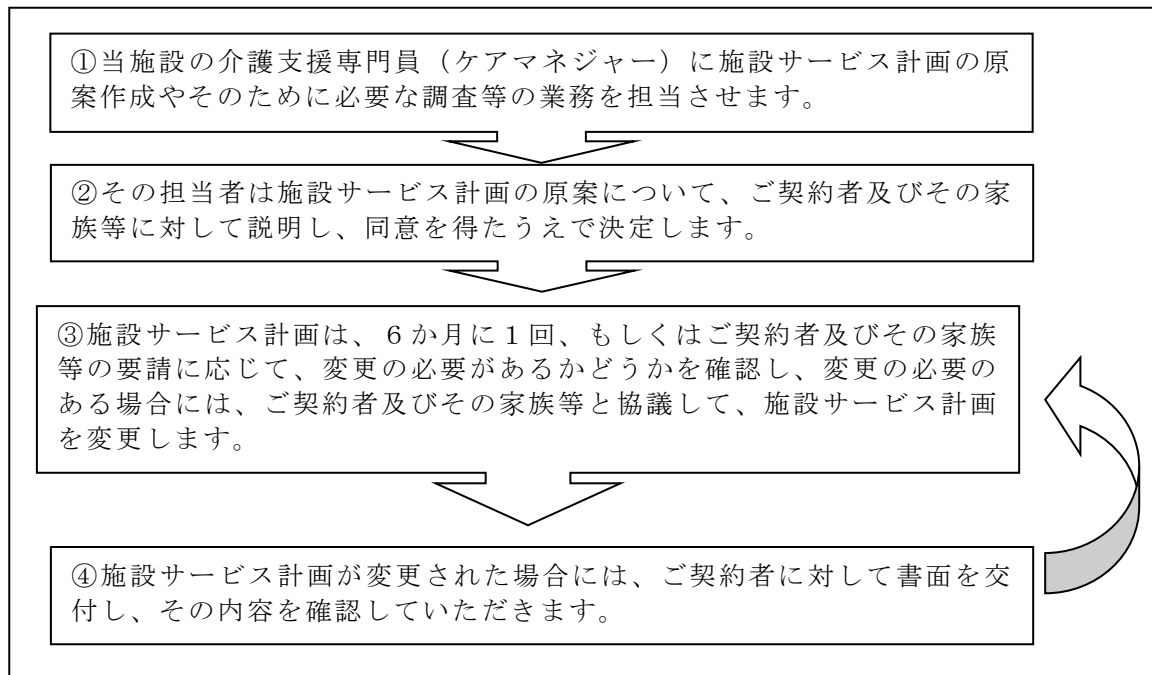 ①当施設の介護支援専門員（ケアマネジャー）に施設サービス計画の原
案作成やそのために必要な調査等の業務を担当させます。
②その担当者は施設サービス計画の原案について、ご契約者及びその家
族等に対して説明し、同意を得たうえで決定します。
③施設サービス計画は、６か月に１回、もしくはご契約者及びその家族
等の要請に応じて、変更の必要があるかどうかを確認し、変更の必要の
ある場合には、ご契約者及びその家族等と協議して、施設サービス計画
を変更します。
④施設サービス計画が変更された場合には、ご契約者に対して書面を交
付し、その内容を確認していただきます。